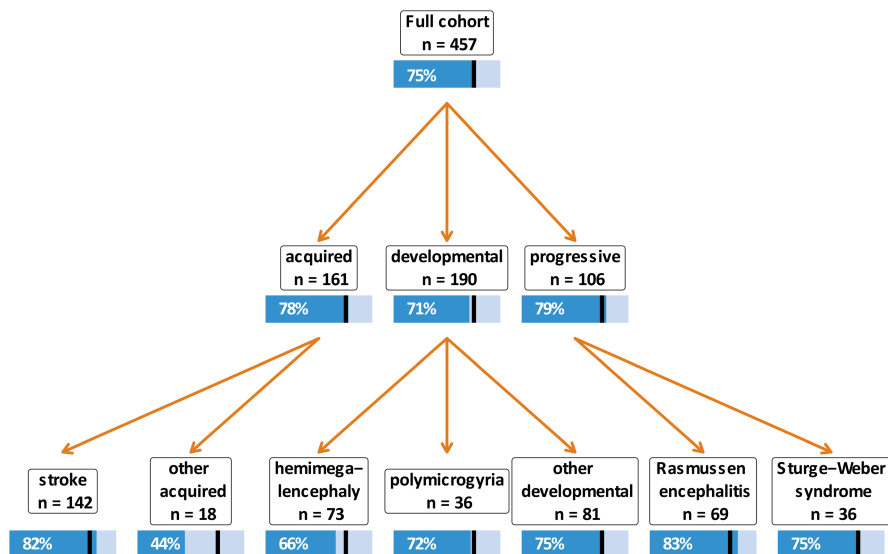 Full cohort
n = 457
75%
acquired
n = 161
developmental
n = 190
progressive
n = 106
78%
71%
79%
stroke
n = 142
other
acquired
n = 18
hemimega–
lencephaly
n = 73
polymicrogyria
n = 36
other
developmental
n = 81
Rasmussen
encephalitis
n = 69
Sturge–Weber
syndrome
n = 36
82%
44%
66%
72%
75%
83%
75%